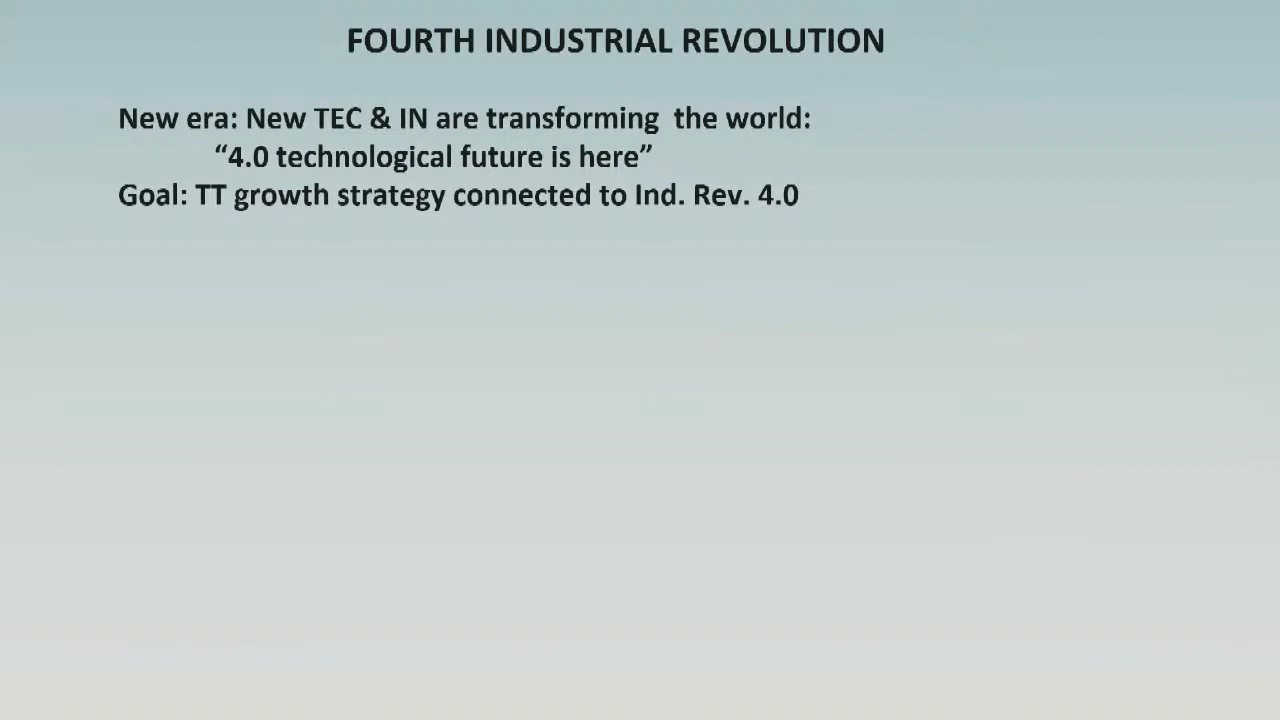 FOURTH INDUSTRIAL REVOLUTION
New era: New TEC & IN are transforming  the world:
“4.0 technological future is here”
Goal: TT growth strategy connected to Ind. Rev. 4.0